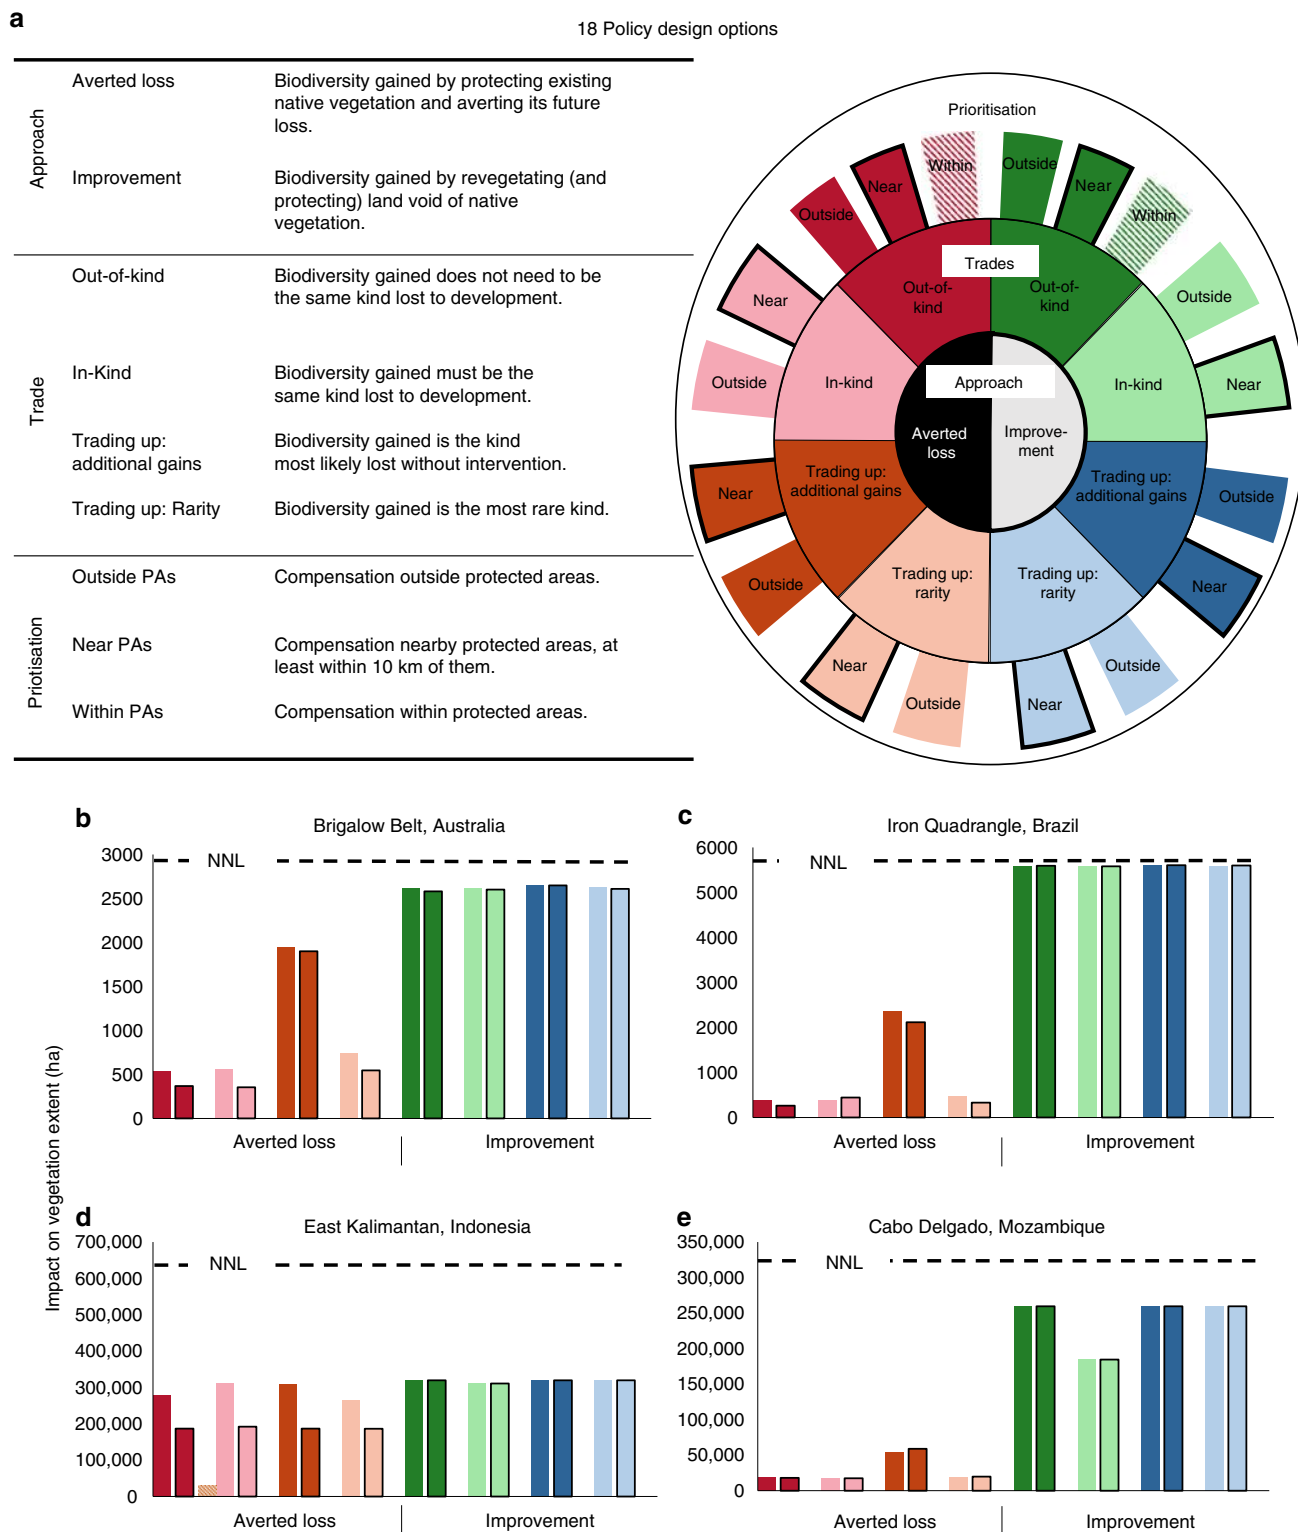 a
18 Policy design options
Approach
Averted loss
Biodiversity gained by protecting existing
native vegetation and averting its future
loss.
Improvement
Biodiversity gained by revegetating (and
protecting) land void of native
vegetation.
Trade
Out-of-kind
Biodiversity gained does not need to be
the same kind lost to development.
In-Kind
Biodiversity gained must be the
same kind lost to development.
Trading up:
additional gains
Biodiversity gained is the kind
most likely lost without intervention.
Trading up: Rarity
Biodiversity gained is the most rare kind.
Priotisation
Outside PAs
Compensation outside protected areas.
Near PAs
Compensation nearby protected areas, at
least within 10 km of them.
Within PAs
Compensation within protected areas.
Prioritisation
Within
Outside
Near
Near
Within
Outside
Outside
Near
Near
Outside
Trades
Out-of-
kind
Out-of-
kind
In-kind
In-kind
Approach
Averted
loss
Improve-
ment
Trading up:
additional gains
Trading up:
additional gains
Near
Outside
Outside
Near
Trading up:
rarity
Trading up:
rarity
Near
Outside
Near
Outside
Impact on vegetation extent (ha)
b
Brigalow Belt, Australia
3000
2500
2000
1500
1000
500
0
NNL
Averted loss
Improvement
c
Iron Quadrangle, Brazil
6000
5000
4000
3000
2000
1000
0
NNL
Averted loss
Improvement
d
East Kalimantan, Indonesia
700,000
600,000
500,000
400,000
300,000
200,000
100,000
0
NNL
Averted loss
Improvement
e
Cabo Delgado, Mozambique
350,000
300,000
250,000
200,000
150,000
100,000
50,000
0
NNL
Averted loss
Improvement